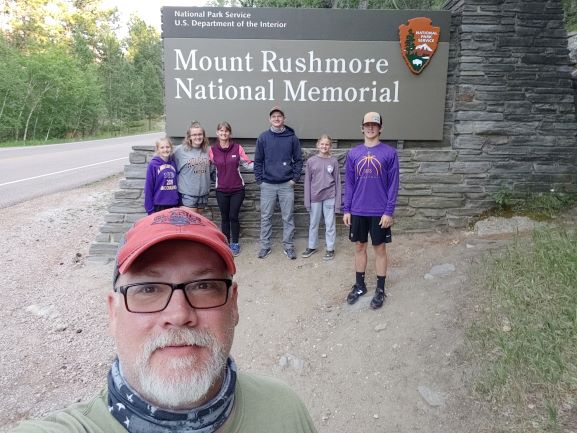 National Park Service
U.S. Department of the Interior
Mount Rushmore
National Memorial
NATIONAL
PARK
SERVICE